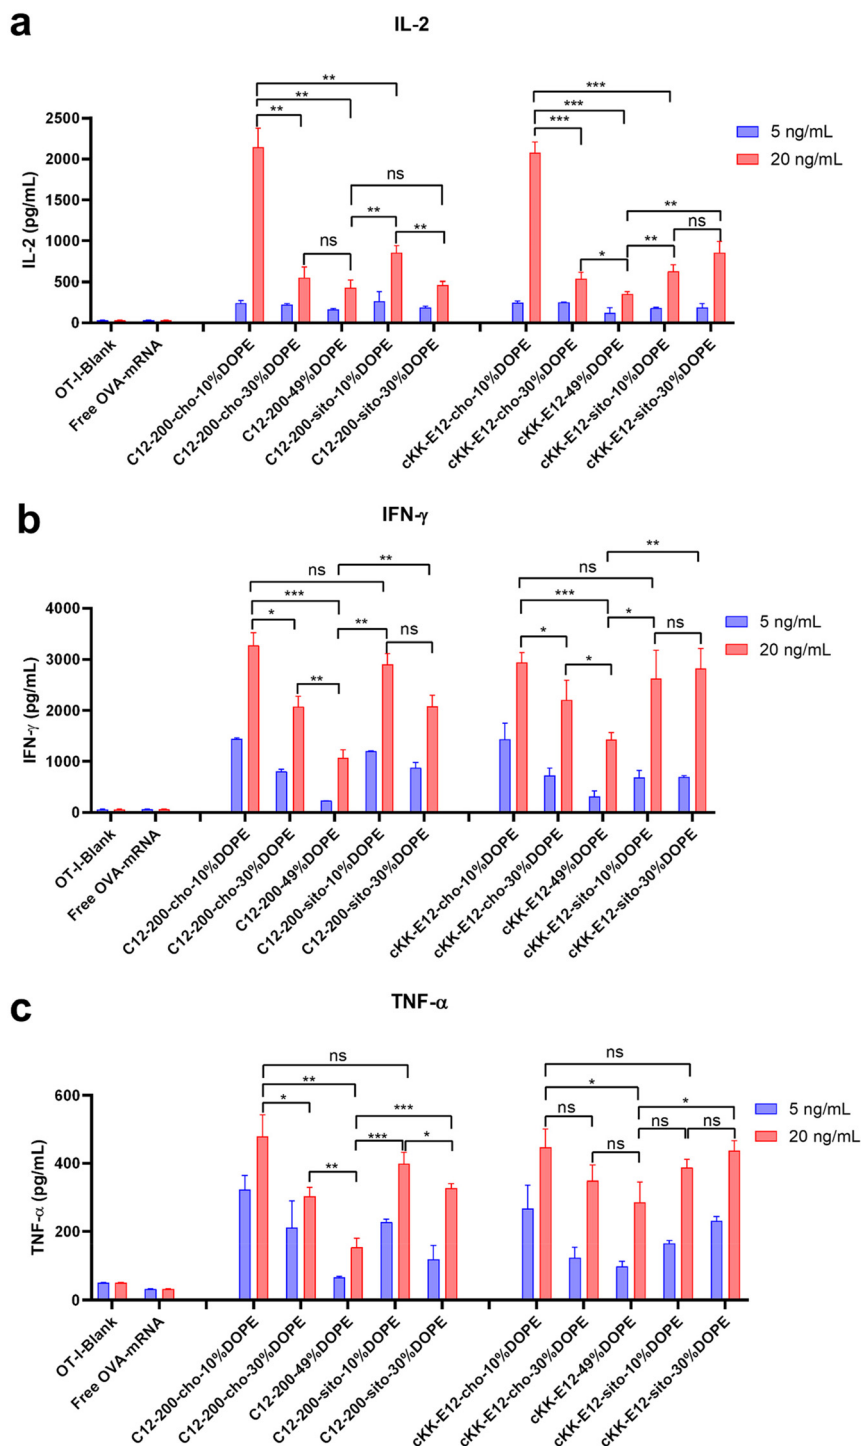 a
IL-2
**
**
**
***
***
***
2500
2000
1500
1000
500
0
IL-2 (pg/mL)
ns
**
ns
**
**
ns
*
**
5 ng/mL
20 ng/mL
OT-I-Blank
Free OVA-mRNA
C12-200-cho-10%DOPE
C12-200-cho-30%DOPE
C12-200-49%DOPE
C12-200-sito-10%DOPE
C12-200-sito-30%DOPE
cKK-E12-cho-10%DOPE
cKK-E12-cho-30%DOPE
cKK-E12-49%DOPE
cKK-E12-sito-10%DOPE
cKK-E12-sito-30%DOPE
b
IFN-γ
**
**
ns
ns
***
***
*
**
ns
*
ns
**
*
*
4000
3000
2000
1000
0
IFN-γ (pg/mL)
5 ng/mL
20 ng/mL
OT-I-Blank
Free OVA-mRNA
C12-200-cho-10%DOPE
C12-200-cho-30%DOPE
C12-200-49%DOPE
C12-200-sito-10%DOPE
C12-200-sito-30%DOPE
cKK-E12-cho-10%DOPE
cKK-E12-cho-30%DOPE
cKK-E12-49%DOPE
cKK-E12-sito-10%DOPE
cKK-E12-sito-30%DOPE
c
TNF-α
ns
ns
**
*
*
***
ns
*
***
*
ns
ns
**
ns
600
400
200
0
TNF-α (pg/mL)
5 ng/mL
20 ng/mL
OT-I-Blank
Free OVA-mRNA
C12-200-cho-10%DOPE
C12-200-cho-30%DOPE
C12-200-49%DOPE
C12-200-sito-10%DOPE
C12-200-sito-30%DOPE
cKK-E12-cho-10%DOPE
cKK-E12-cho-30%DOPE
cKK-E12-49%DOPE
cKK-E12-sito-10%DOPE
cKK-E12-sito-30%DOPE